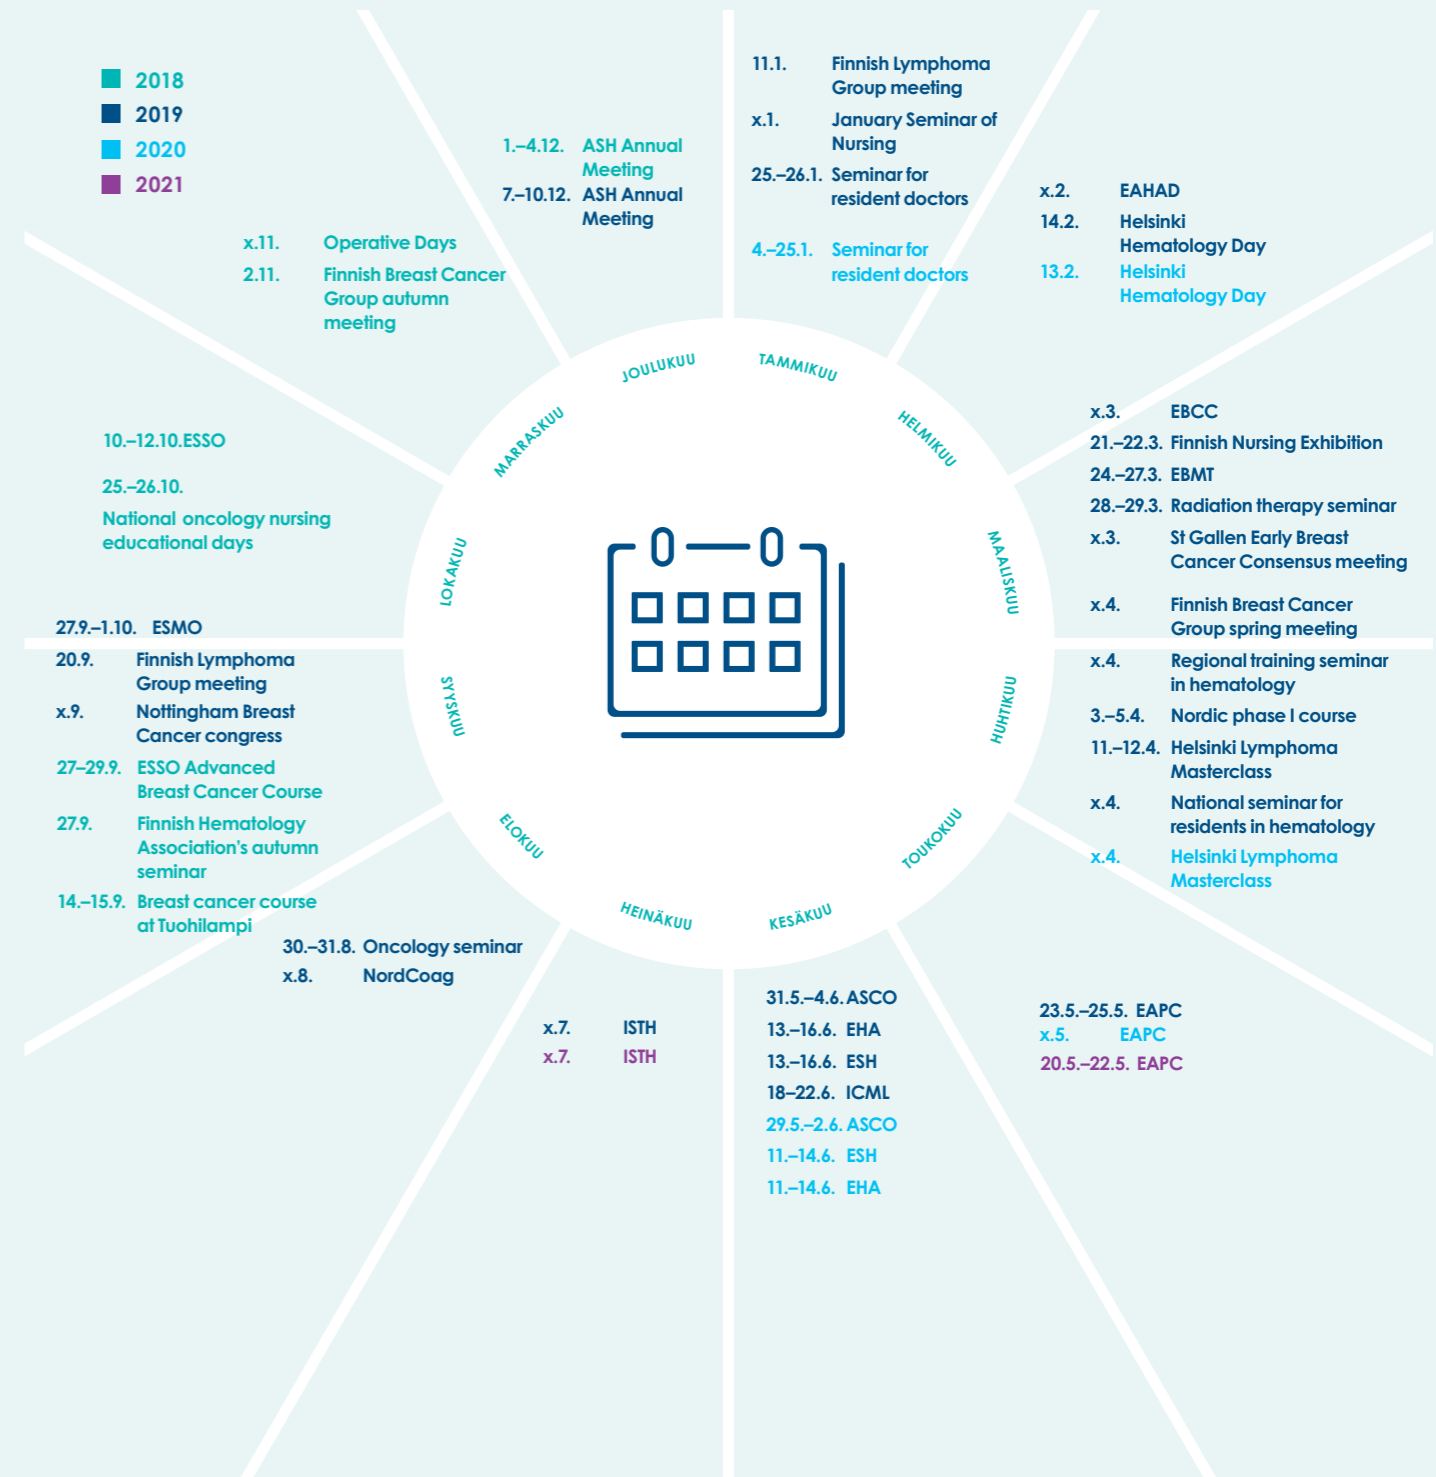 2018
2019
2020
2021
11.1. Finnish Lymphoma
Group meeting
x.1. January Seminar of
Nursing
25.–26.1. Seminar for
resident doctors
4.–25.1. Seminar for
resident doctors
x.2. EAHAD
14.2. Helsinki
Hematology Day
13.2. Helsinki
Hematology Day
x.3. EBCC
21.–22.3. Finnish Nursing Exhibition
24.–27.3. EBMT
28.–29.3. Radiation therapy seminar
x.3. St Gallen Early Breast
Cancer Consensus meeting
x.4. Finnish Breast Cancer
Group spring meeting
x.4. Regional training seminar
in hematology
3.–5.4. Nordic phase I course
11.–12.4. Helsinki Lymphoma
Masterclass
x.4. National seminar for
residents in hematology
x.4. Helsinki Lymphoma
Masterclass
23.5.–25.5. EAPC
x.5. EAPC
20.5.–22.5. EAPC
31.5.–4.6. ASCO
13.–16.6. EHA
13.–16.6. ESH
18–22.6. ICML
29.5.–2.6. ASCO
11.–14.6. ESH
11.–14.6. EHA
x.7. ISTH
x.7. ISTH
30.–31.8. Oncology seminar
x.8. NordCoag
27.9.–1.10. ESMO
20.9. Finnish Lymphoma
Group meeting
x.9. Nottingham Breast
Cancer congress
27–29.9. ESSO Advanced
Breast Cancer Course
27.9. Finnish Hematology
Association's autumn
seminar
14.–15.9. Breast cancer course
at Tuohilampi
10.–12.10.ESSO
25.–26.10.
National oncology nursing
educational days
x.11. Operative Days
2.11. Finnish Breast Cancer
Group autumn
meeting
1.–4.12. ASH Annual
Meeting
7.–10.12. ASH Annual
Meeting
TAMMIKUU
HELMIKUU
MAALISKUU
HUHTIKUU
TOUKOKUU
KESÄKUU
HEINÄKUU
ELOKUU
SYYSKUU
LOKAKUU
MARRASKUU
JOULUKUU